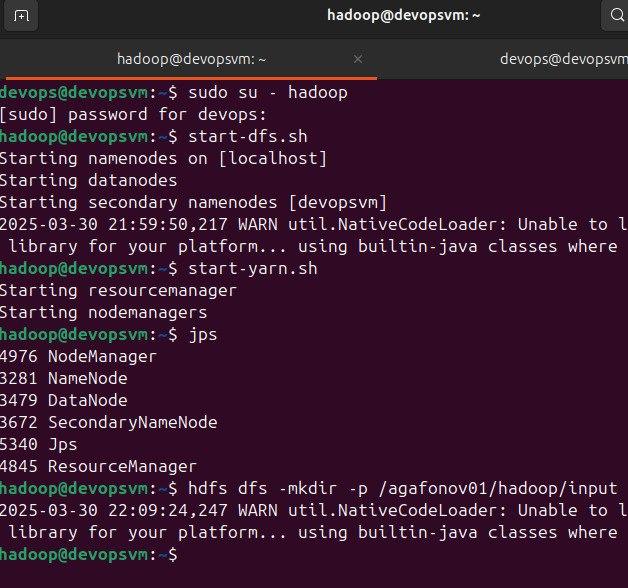 hadoop@devopsvm: ~
hadoop@devopsvm: ~ × devops@devopsvm
devops@devopsvm:~$ sudo su - hadoop
[sudo] password for devops:
hadoop@devopsvm:~$ start-dfs.sh
Starting namenodes on [localhost]
Starting datanodes
Starting secondary namenodes [devopsvm]
2025-03-30 21:59:50,217 WARN util.NativeCodeLoader: Unable to l
library for your platform... using builtin-java classes where
hadoop@devopsvm:~$ start-yarn.sh
Starting resourcemanager
Starting nodemanagers
hadoop@devopsvm:~$ jps
4976 NodeManager
3281 NameNode
3479 DataNode
3672 SecondaryNameNode
5340 Jps
4845 ResourceManager
hadoop@devopsvm:~$ hdfs dfs -mkdir -p /agafonov01/hadoop/input
2025-03-30 22:09:24,247 WARN util.NativeCodeLoader: Unable to l
library for your platform... using builtin-java classes where
hadoop@devopsvm:~$